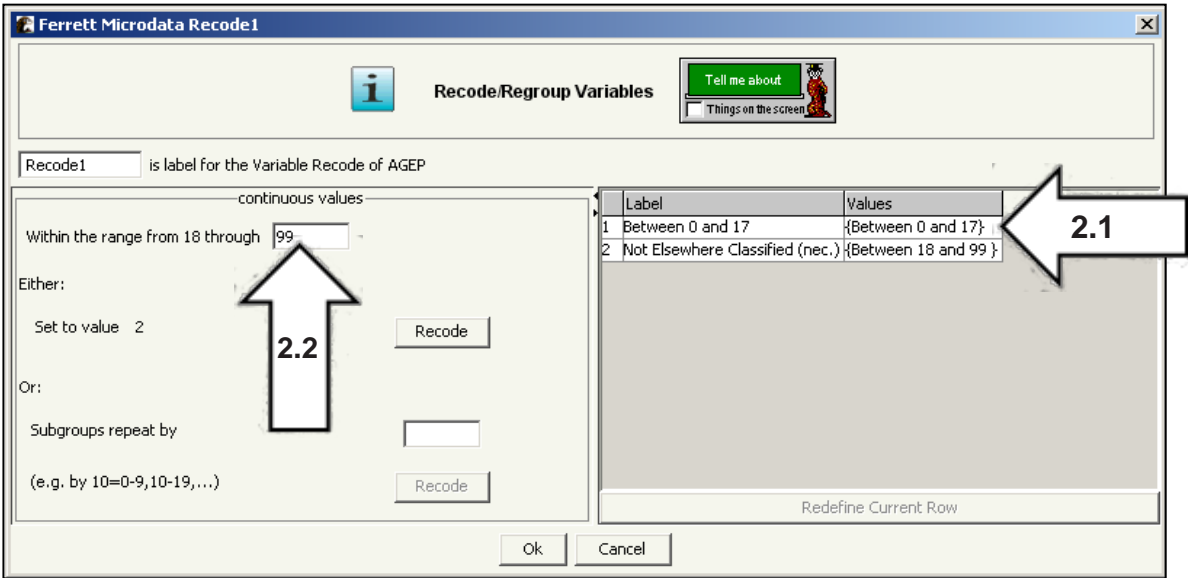 Ferrett Microdata Recode1
Recode/Regroup Variables
Tell me about
Things on the screen
Recode1 is label for the Variable Recode of AGEP
continuous values
Within the range from 18 through 99
Either:
Set to value 2 Recode
2.2
Or:
Subgroups repeat by
(e.g. by 10=0-9,10-19,...) Recode
Label Values
1 Between 0 and 17 {Between 0 and 17}
2 Not Elsewhere Classified (nec.) {Between 18 and 99 }
2.1
Redefine Current Row
Ok Cancel